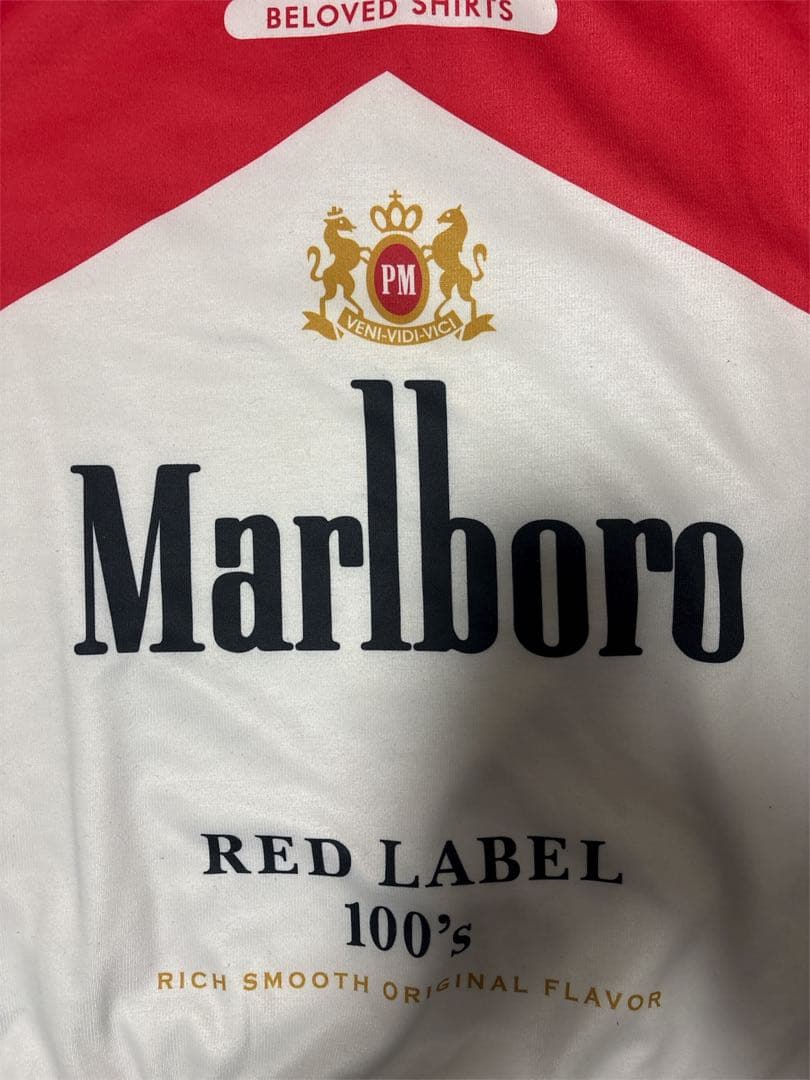 BELOVED SHIRTS
PM
VENI-VIDI-VICI
Marlboro
RED LABEL
100's
RICH SMOOTH ORIGINAL FLAVOR